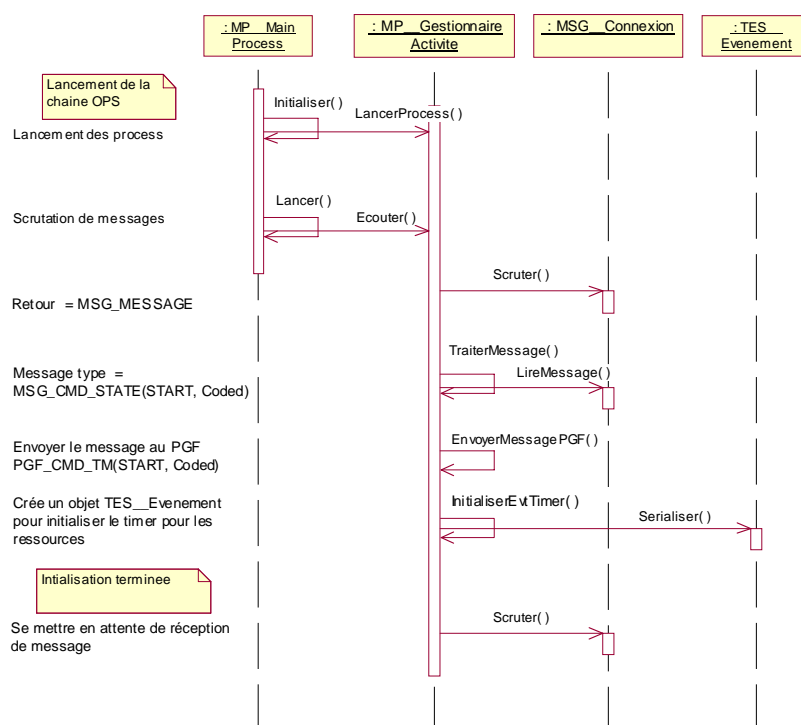 : MP__Main
Process
: MP__Gestionnaire
Activite
: MSG__Connexion
: TES__
Evenement
Lancement de la
chaine OPS
Initialiser( )
LancerProcess( )
Lancement des process
Lancer( )
Scrutation de messages
Ecouter( )
Scruter( )
Retour = MSG_MESSAGE
TraiterMessage( )
Message type =
LireMessage( )
MSG_CMD_STATE(START, Coded)
EnvoyerMessagePGF( )
Envoyer le message au PGF
PGF_CMD_TM(START, Coded)
InitialiserEvtTimer( )
Crée un objet TES__Evenement
pour initialiser le timer pour les
ressources
Serialiser( )
Intialisation terminee
Scruter( )
Se mettre en attente de réception
de message